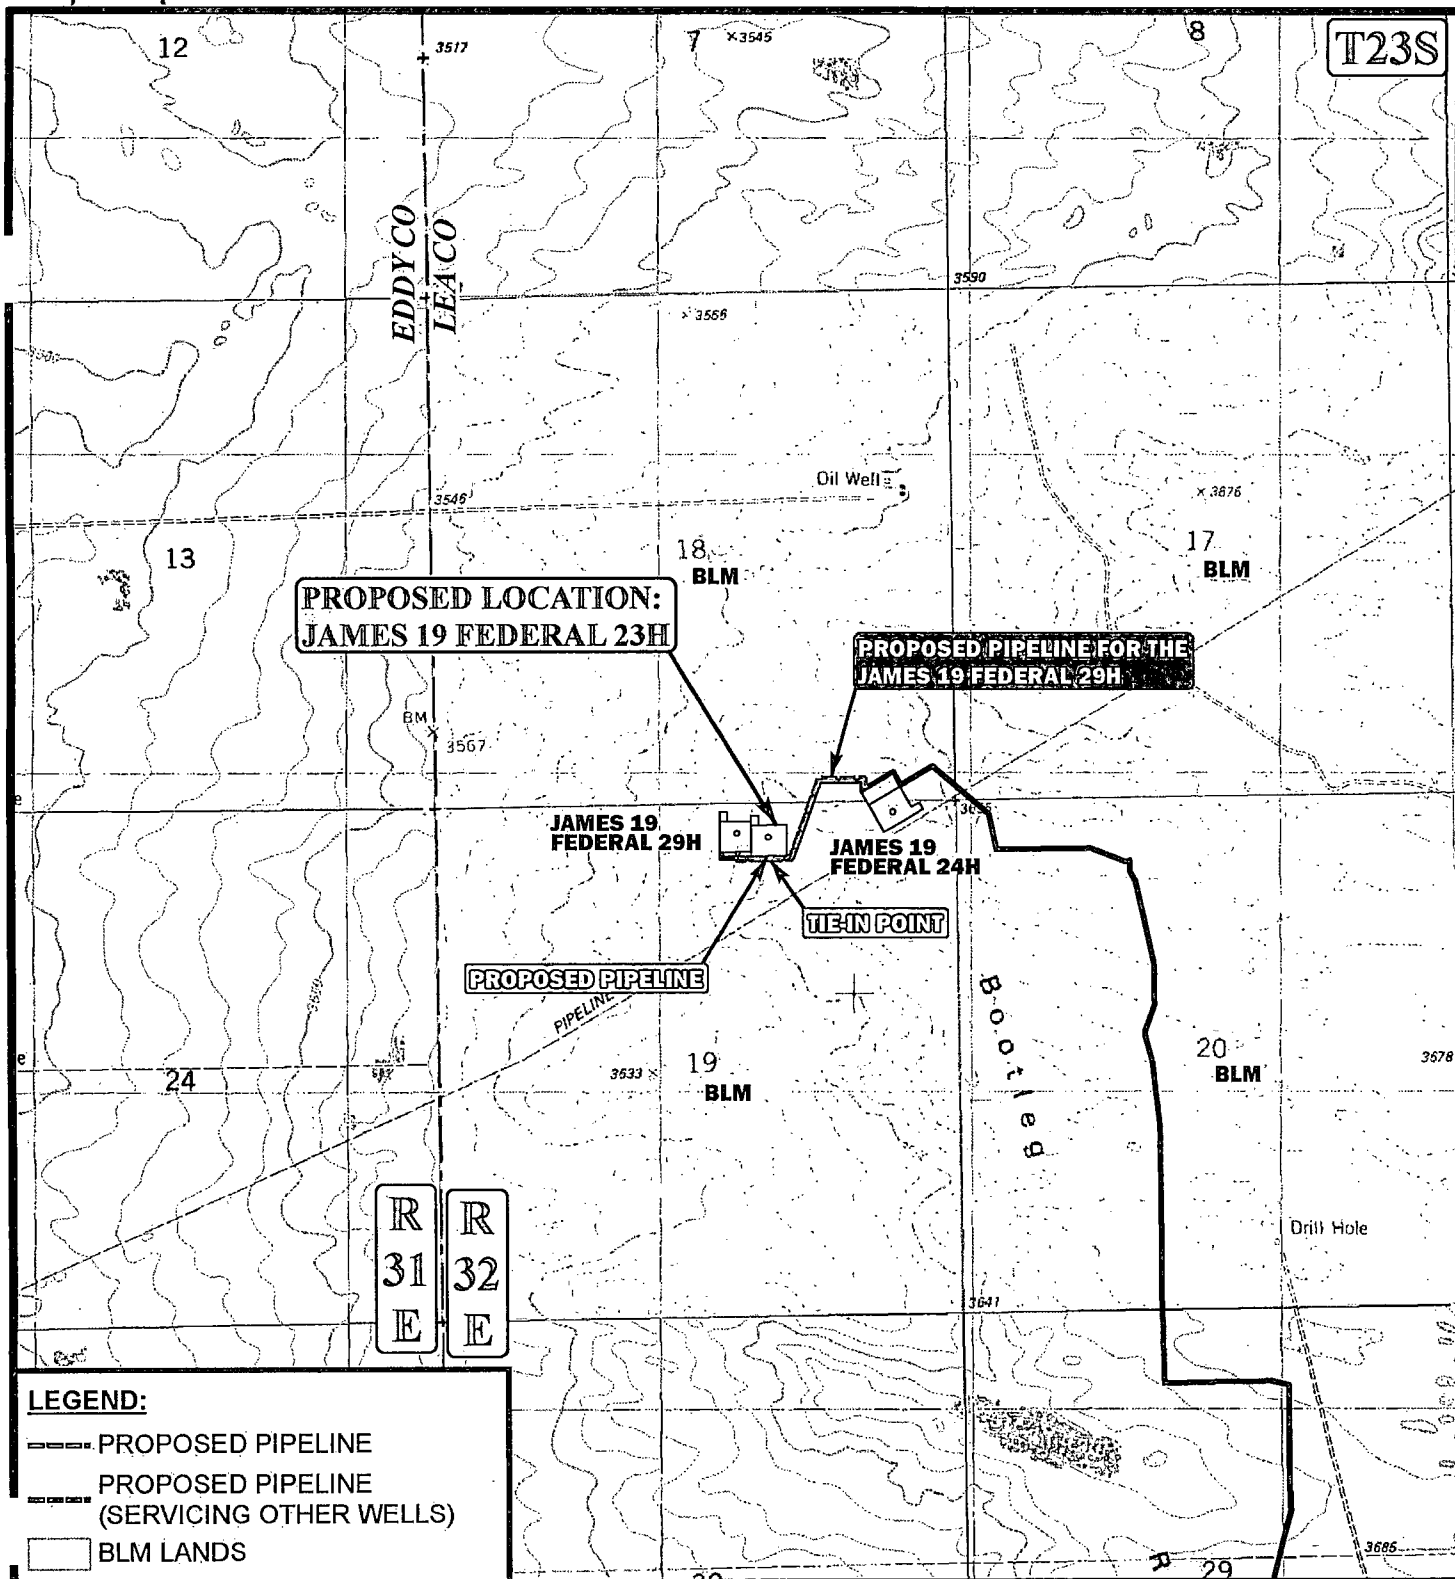 12
3517
7
3545
8
T23S
EDDY CO
LEA CO
3590
3566
3546
Oil Well
3676
13
18
BLM
17
BLM
PROPOSED LOCATION:
JAMES 19 FEDERAL 23H
PROPOSED PIPELINE FOR THE
JAMES 19 FEDERAL 29H
BM
3567
JAMES 19
FEDERAL 29H
JAMES 19
FEDERAL 24H
TIE-IN POINT
PROPOSED PIPELINE
PIPELINE
Bootleg
24
3633
19
BLM
20
BLM
3678
R
31
E
R
32
E
Drill Hole
3641
LEGEND:
PROPOSED PIPELINE
PROPOSED PIPELINE
(SERVICING OTHER WELLS)
BLM LANDS
R
29
3685